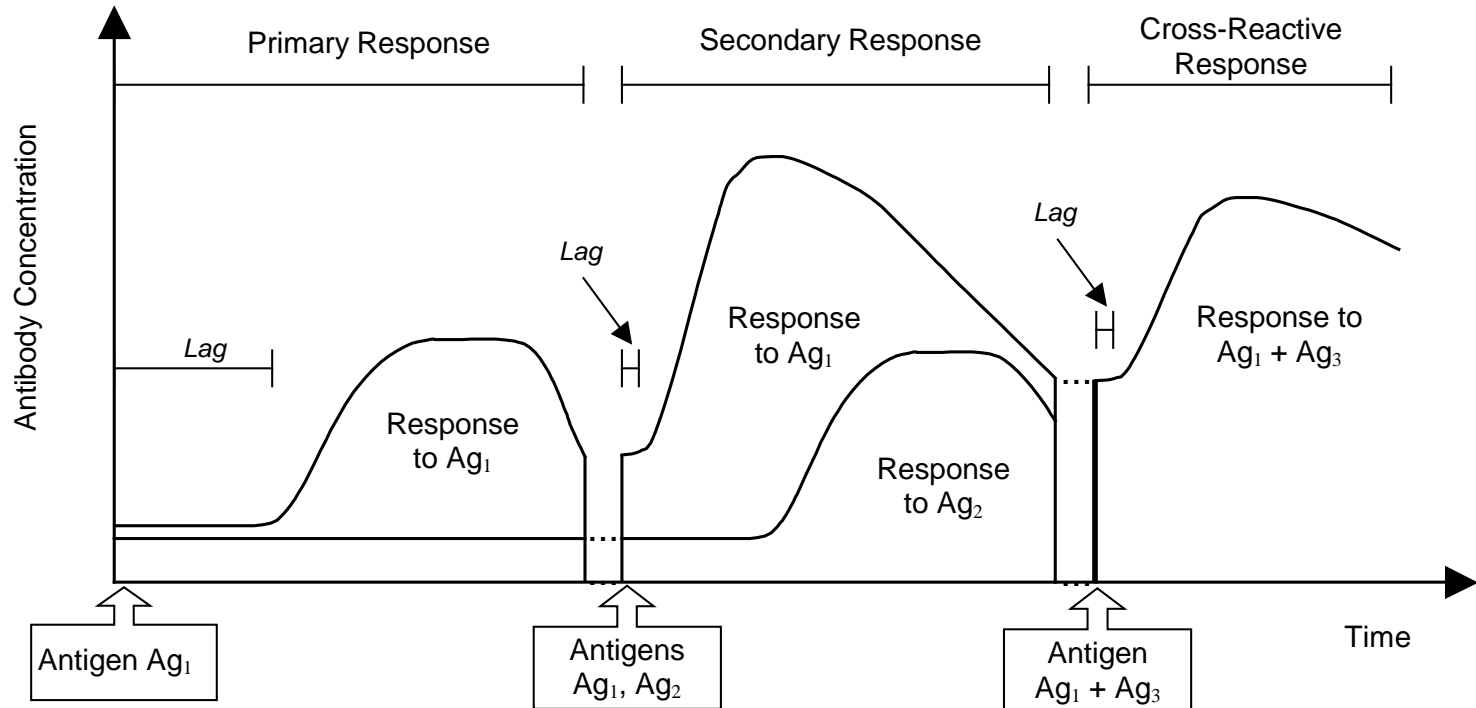 Primary Response
Secondary Response
Cross-Reactive
Response
Antibody Concentration
Lag
Lag
Lag
Response
to Ag₁
Response
to Ag₁
Response
to Ag₂
Response to
Ag₁ + Ag₃
Antigen Ag₁
Antigens
Ag₁, Ag₂
Antigen
Ag₁ + Ag₃
Time